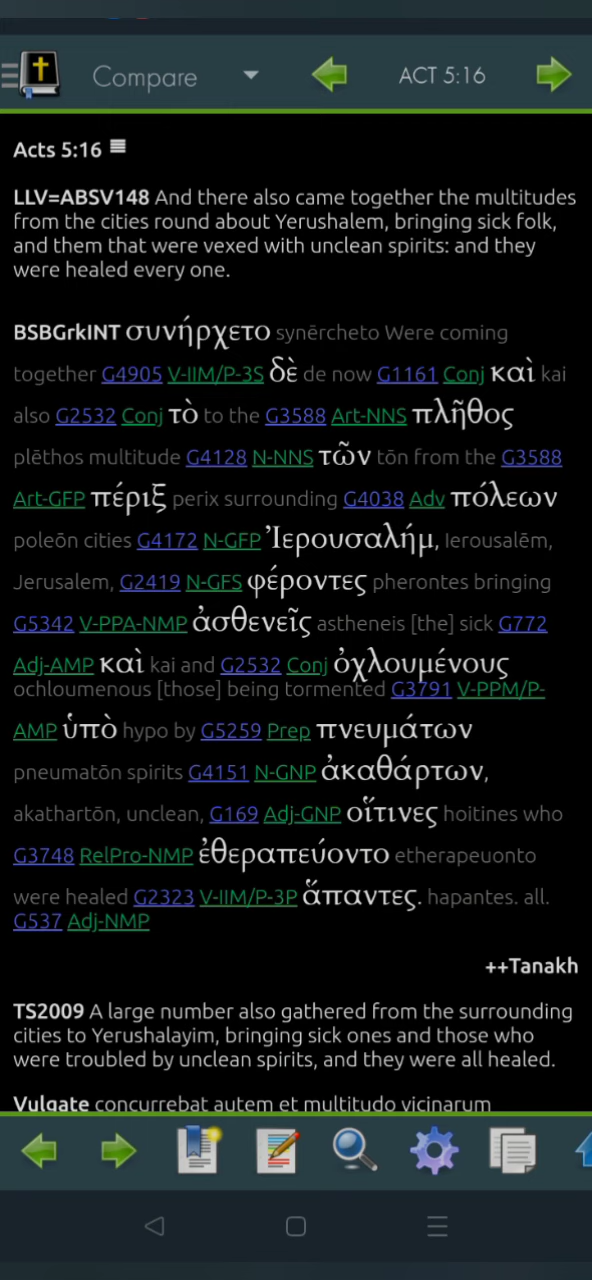 Compare
ACT 5:16
Acts 5:16
LLV=ABSV148 And there also came together the multitudes
from the cities round about Yerushalem, bringing sick folk,
and them that were vexed with unclean spirits: and they
were healed every one.
BSBGrkINT συνήρχετο synērcheto Were coming
together G4905 V-IIM/P-3S δὲ de now G1161 Conj καὶ kai
also G2532 Conj τὸ to the G3588 Art-NNS πλῆθος
plēthos multitude G4128 N-NNS τῶν tōn from the G3588
Art-GFP πέριξ perix surrounding G4038 Adv πόλεων
poleōn cities G4172 N-GFP Ἰερουσαλήμ, Ierousalēm,
Jerusalem, G2419 N-GFS φέροντες pherontes bringing
G5342 V-PPA-NMP ἀσθενεῖς astheneis [the] sick G772
Adj-AMP καὶ kai and G2532 Conj ὀχλουμένους
ochloumenous [those] being tormented G3791 V-PPM/P-
AMP ὑπὸ hypo by G5259 Prep πνευμάτων
pneumatōn spirits G4151 N-GNP ἀκαθάρτων,
akathartōn, unclean, G169 Adj-GNP οἵτινες hoitines who
G3748 RelPro-NMP ἐθεραπεύοντο etherapeuonto
were healed G2323 V-IIM/P-3P ἅπαντες. hapantes. all.
G537 Adj-NMP
++Tanakh
TS2009 A large number also gathered from the surrounding
cities to Yerushalayim, bringing sick ones and those who
were troubled by unclean spirits, and they were all healed.
Vulgate concurrebat autem et multitudo vicinarum